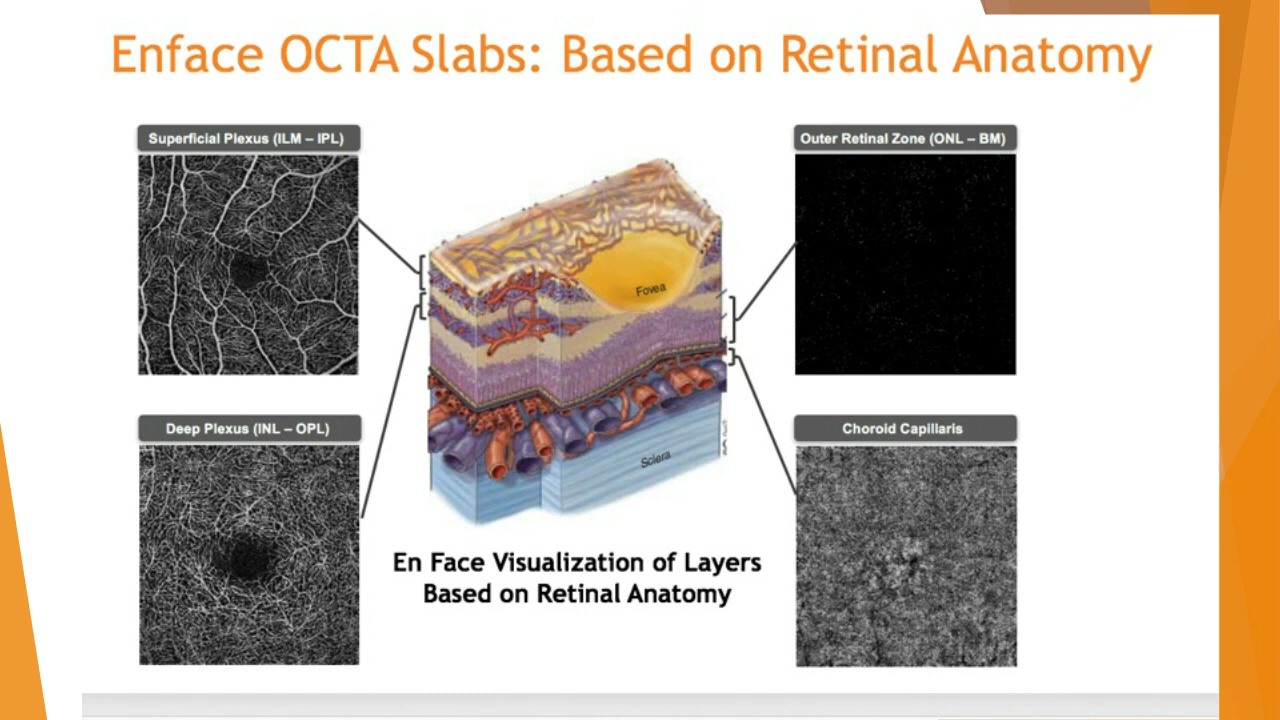 Enface OCTA Slabs: Based on Retinal Anatomy
Superficial Plexus (ILM – IPL)
Outer Retinal Zone (ONL – BM)
Fovea
Deep Plexus (INL – OPL)
Choroid Capillaris
Sclera
En Face Visualization of Layers
Based on Retinal Anatomy